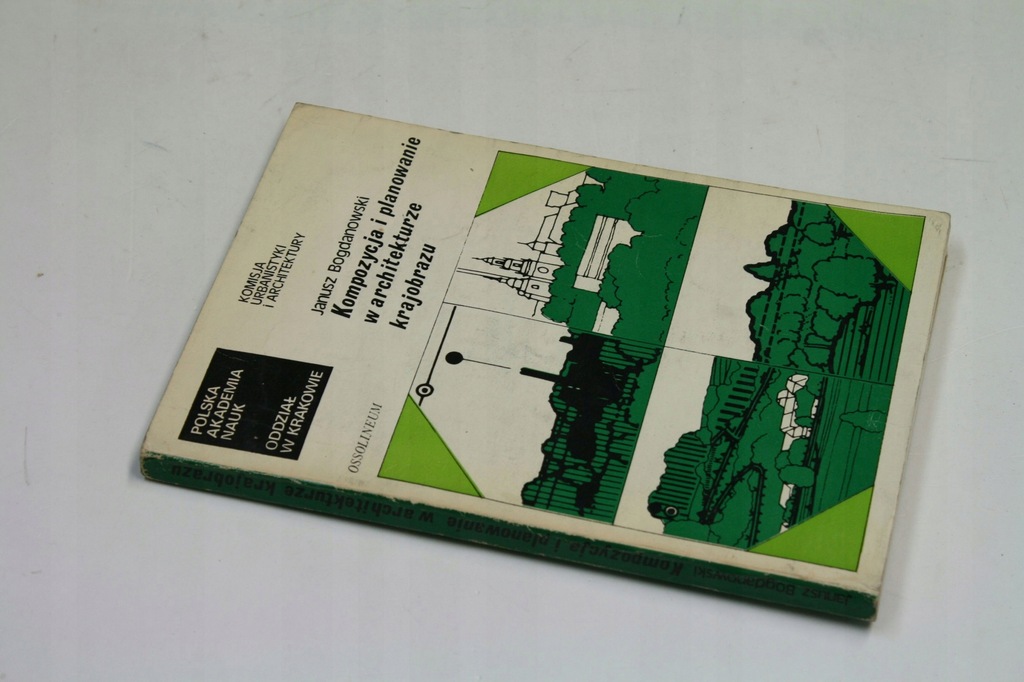 POLSKA
AKADEMIA
NAUK
ODDZIAŁ
W KRAKOWIE
KOMISJA
URBANISTYKI
I ARCHITEKTURY
Janusz Bogdanowski
Kompozycja i planowanie
w architekturze
krajobrazu
OSSOLINEUM
Janusz Bogdanowski Kompozycja i planowanie w architekturze krajobrazu